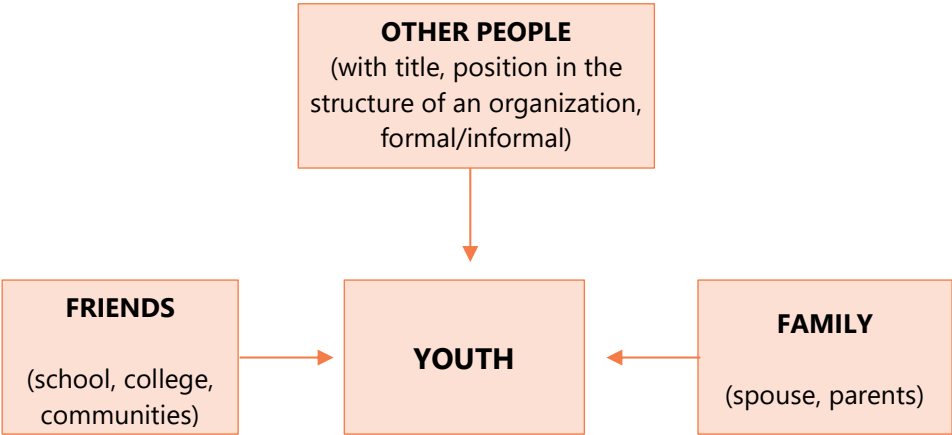 OTHER PEOPLE
(with title, position in the
structure of an organization,
formal/informal)
FRIENDS
(school, college,
communities)
YOUTH
FAMILY
(spouse, parents)